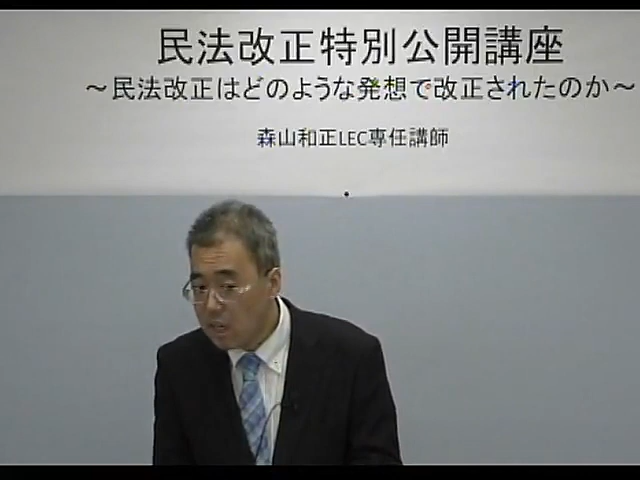 民法改正特別公開講座
～民法改正はどのような発想で改正されたのか～
森山和正LEC専任講師